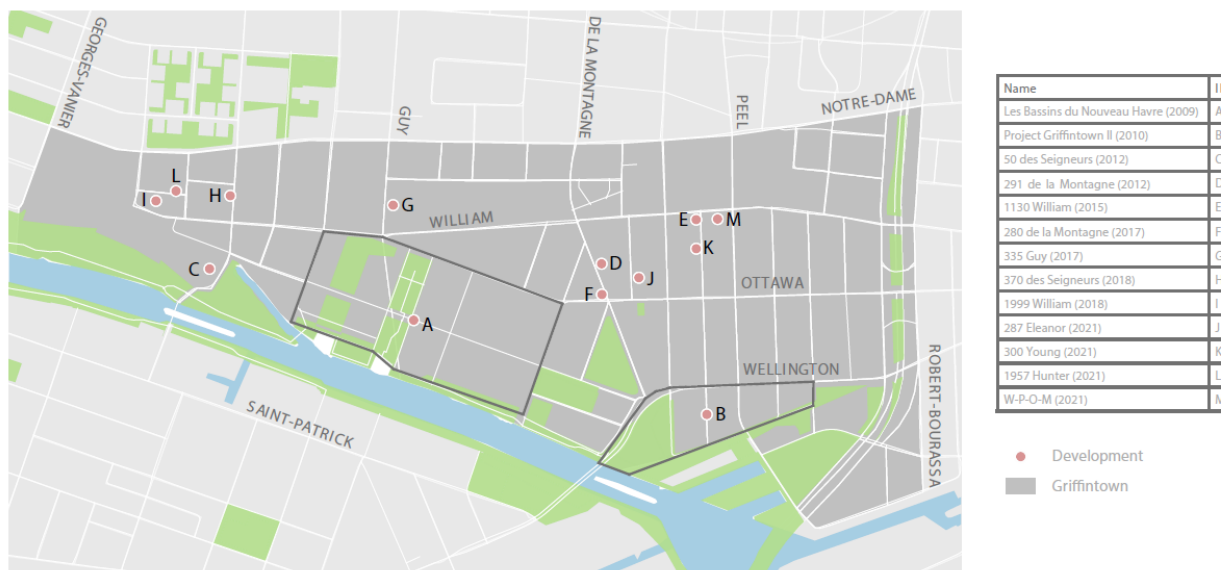 GEORGES-VANIER
GUY
DE LA MONTAGNE
PEEL
NOTRE-DAME
L
I
H
G
WILLIAM
E
M
K
C
D
J
F
OTTAWA
A
WELLINGTON
B
SAINT-PATRICK
ROBERT-BOURASSA
Name
Les Bassins du Nouveau Havre (2009) A
Project Griffintown II (2010) B
50 des Seigneurs (2012)
291 de la Montagne (2012)
1130 William (2015) E
280 de la Montagne (2017) F
335 Guy (2017)
370 des Seigneurs (2018) H
1999 William (2018) I
287 Eleanor (2021) J
300 Young (2021) K
1957 Hunter (2021) L
W-P-O-M (2021) M
Development
Griffintown